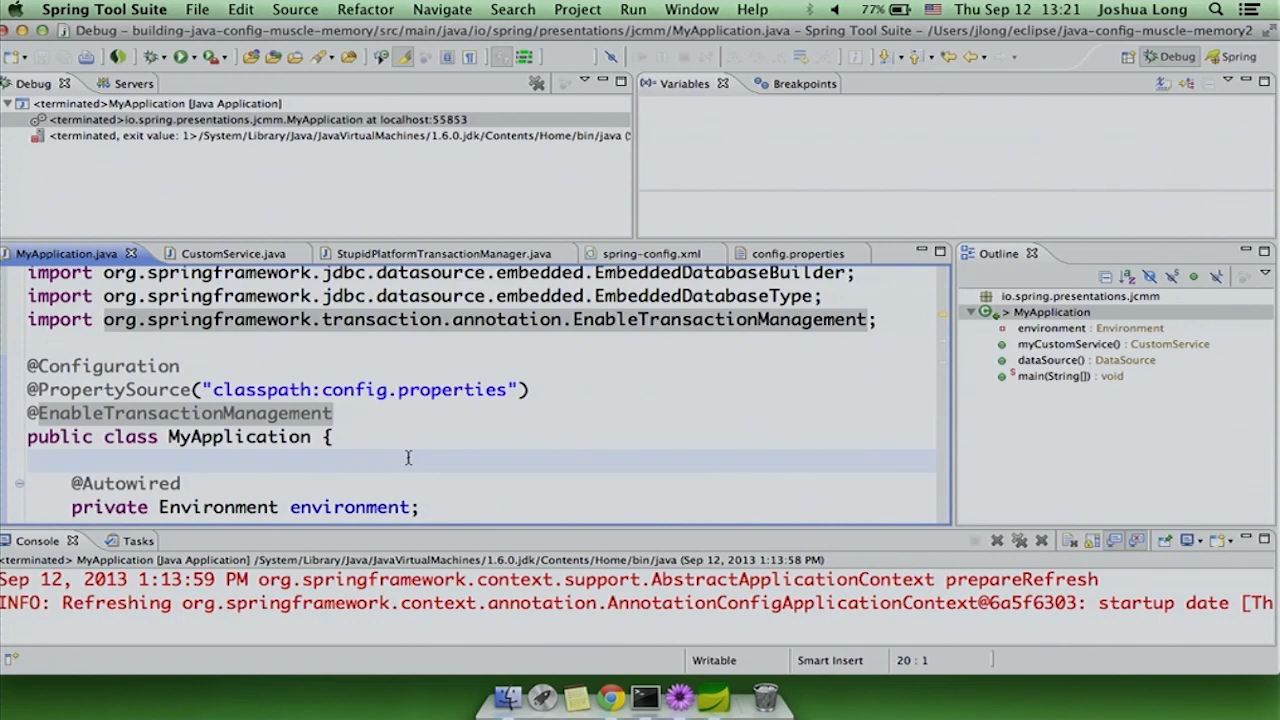 Spring Tool Suite File Edit Source Refactor Navigate Search Project Run Window Help 77% Thu Sep 12 13:21 Joshua Long
Debug - building-java-config-muscle-memory/src/main/java/io/spring/presentations/jcmm/MyApplication.java - Spring Tool Suite - /Users/jlong/eclipse/java-config-muscle-memory2
Debug Spring
Debug Servers
<terminated>MyApplication [Java Application]
<terminated>io.spring.presentations.jcmm.MyApplication at localhost:55853
<terminated, exit value: 1>/System/Library/Java/JavaVirtualMachines/1.6.0.jdk/Contents/Home/bin/java (
Variables Breakpoints
MyApplication.java CustomService.java StupidPlatformTransactionManager.java spring-config.xml config.properties
import org.springframework.jdbc.datasource.embedded.EmbeddedDatabaseBuilder;
import org.springframework.jdbc.datasource.embedded.EmbeddedDatabaseType;
import org.springframework.transaction.annotation.EnableTransactionManagement;
@Configuration
@PropertySource("classpath:config.properties")
@EnableTransactionManagement
public class MyApplication {
@Autowired
private Environment environment;
Outline
io.spring.presentations.jcmm
> MyApplication
environment : Environment
myCustomService() : CustomService
dataSource() : DataSource
main(String[]) : void
Console Tasks
<terminated> MyApplication [Java Application] /System/Library/Java/JavaVirtualMachines/1.6.0.jdk/Contents/Home/bin/java (Sep 12, 2013 1:13:58 PM)
Sep 12, 2013 1:13:59 PM org.springframework.context.support.AbstractApplicationContext prepareRefresh
INFO: Refreshing org.springframework.context.annotation.AnnotationConfigApplicationContext@6a5f6303: startup date [Th
Writable Smart Insert 20 : 1